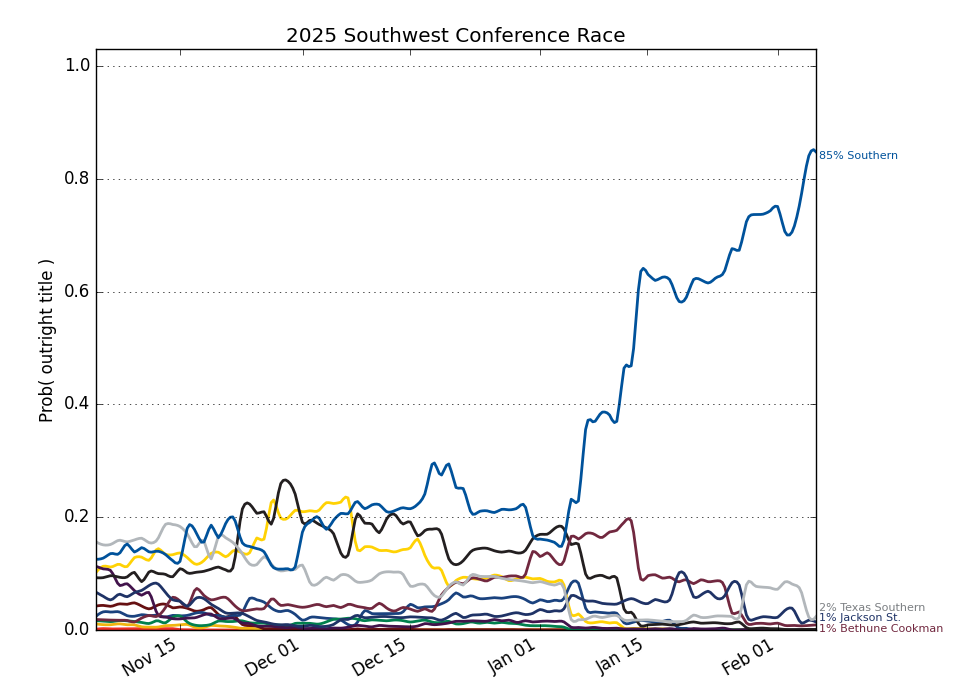 2025 Southwest Conference Race
Prob( outright title )
1.0
0.8
0.6
0.4
0.2
0.0
85% Southern
2% Texas Southern
1% Jackson St.
1% Bethune Cookman
Nov 15
Dec 01
Dec 15
Jan 01
Jan 15
Feb 01